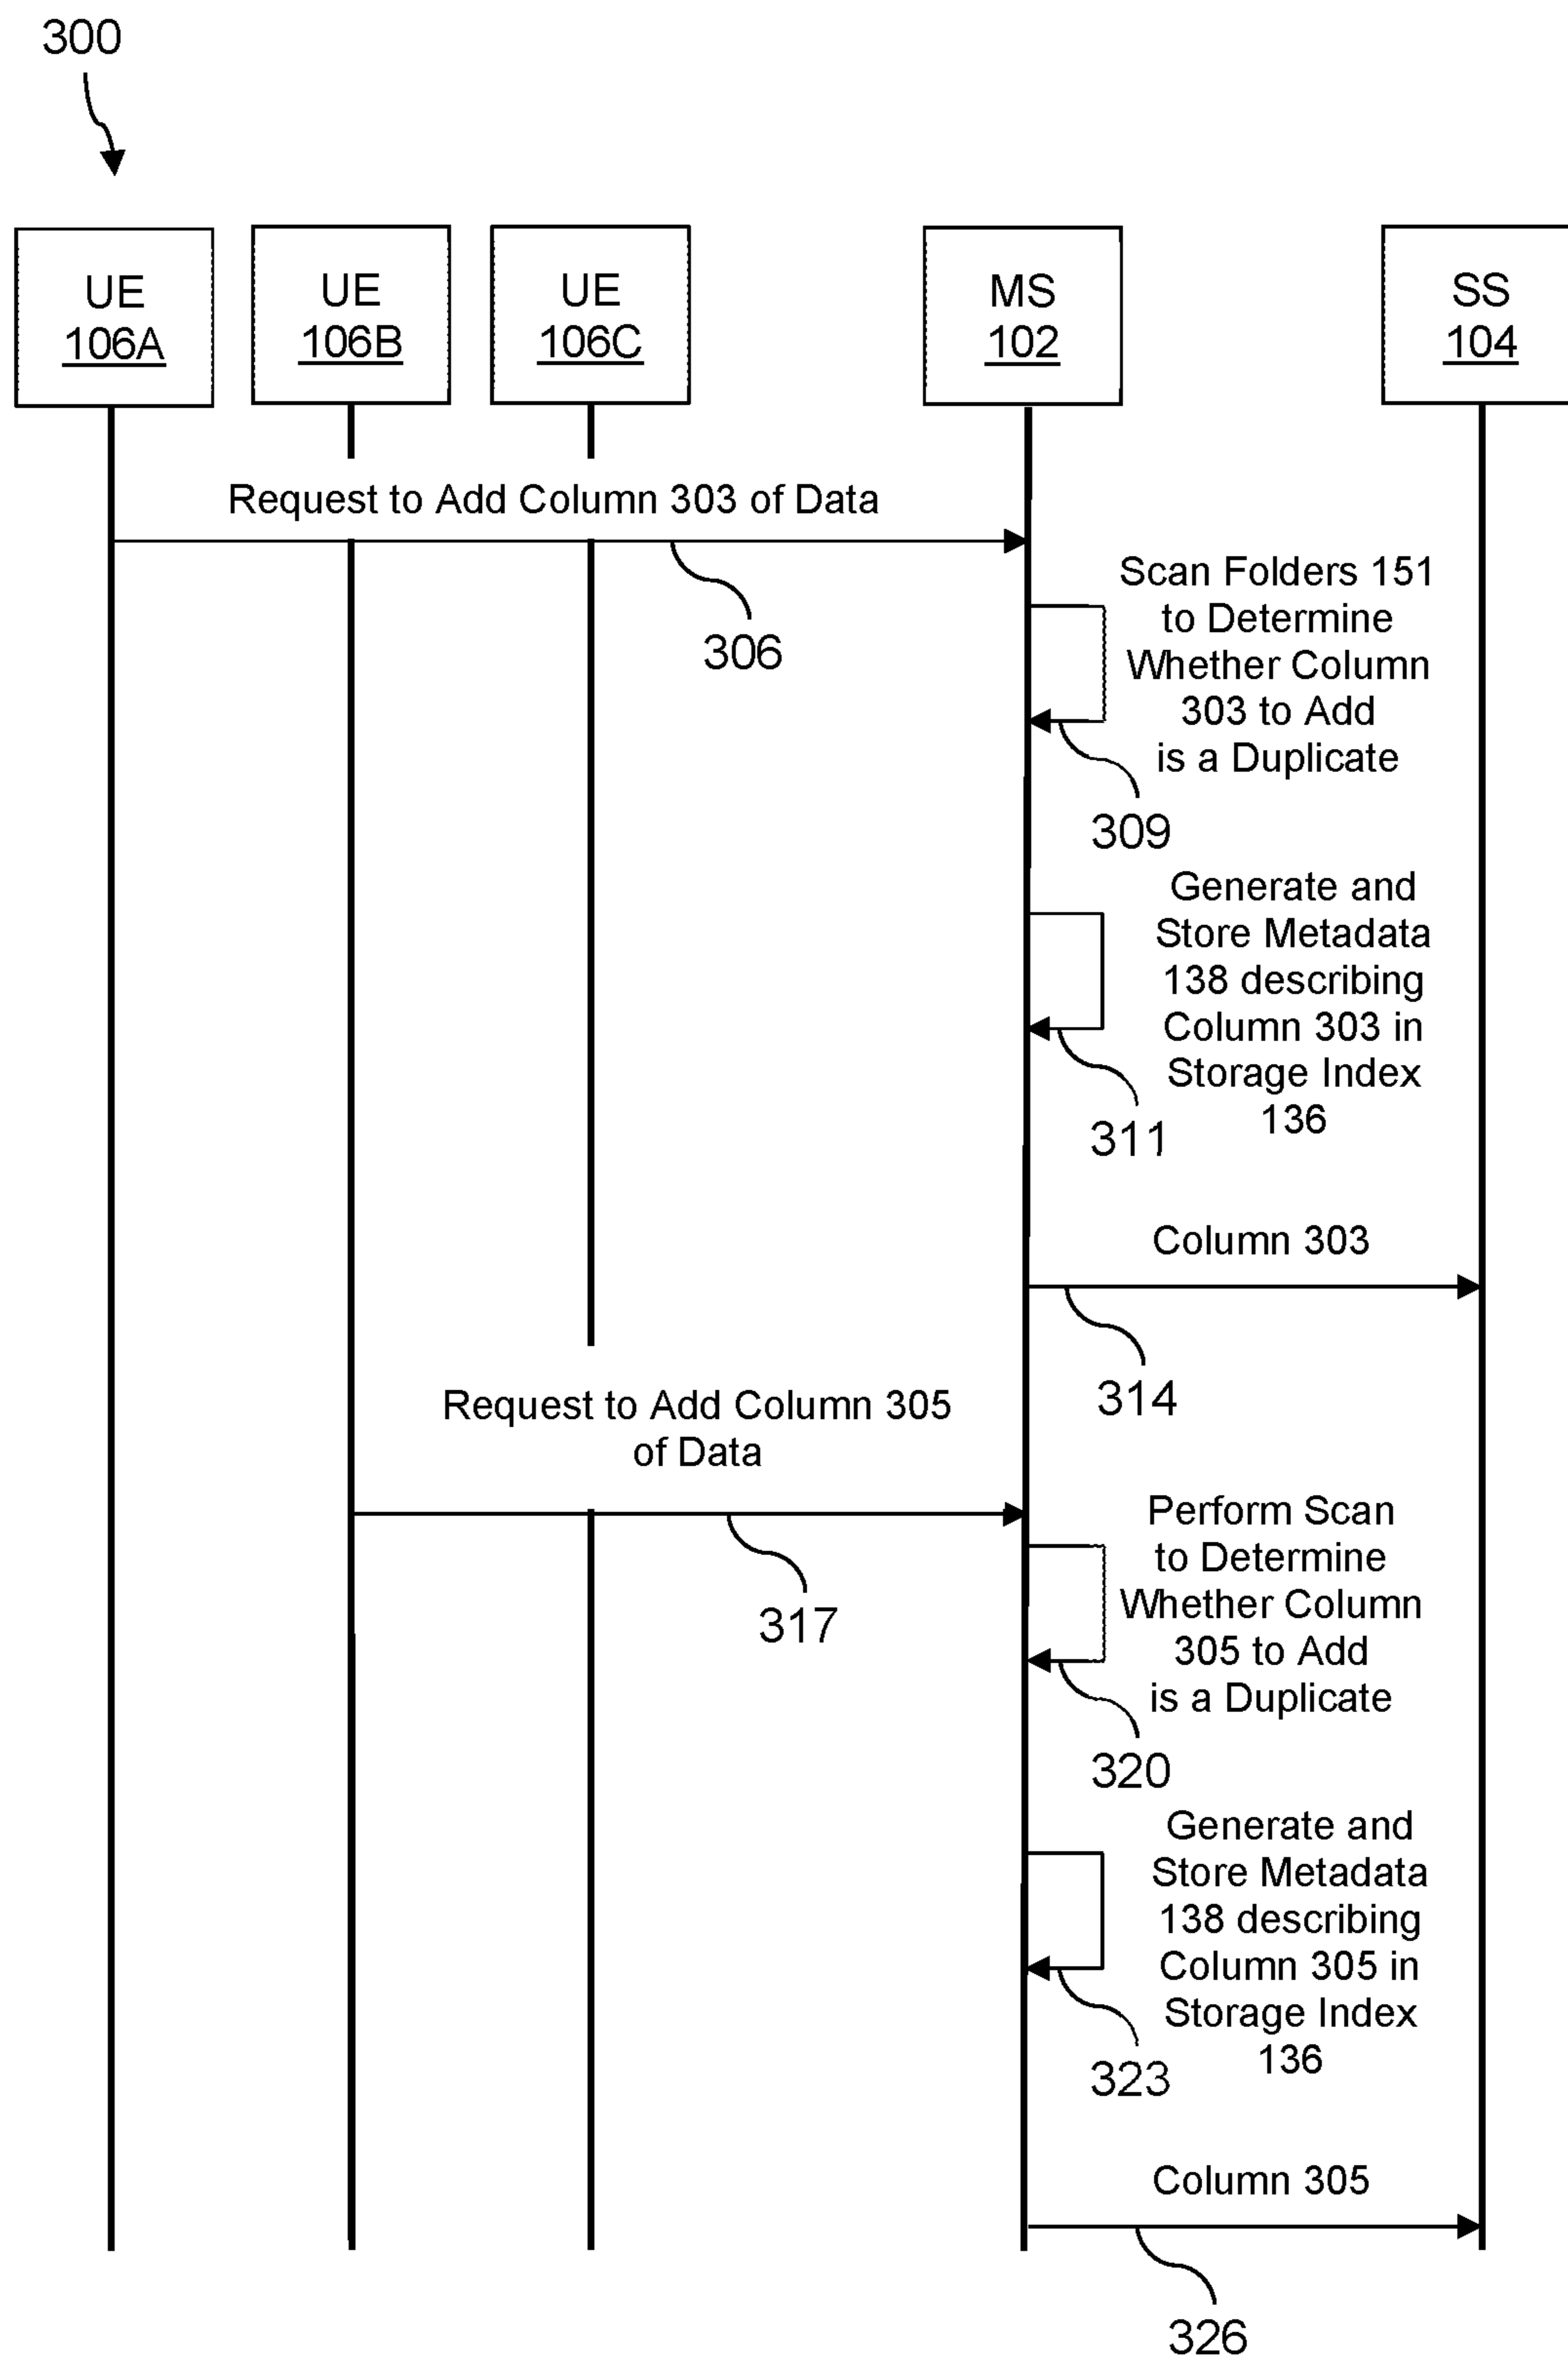 300
UE
106A
UE
106B
UE
106C
MS
102
SS
104
Request to Add Column 303 of Data
306
Scan Folders 151
to Determine
Whether Column
303 to Add
is a Duplicate
309
Generate and
Store Metadata
138 describing
Column 303 in
Storage Index
136
311
Column 303
314
Request to Add Column 305
of Data
317
Perform Scan
to Determine
Whether Column
305 to Add
is a Duplicate
320
Generate and
Store Metadata
138 describing
Column 305 in
Storage Index
136
323
Column 305
326